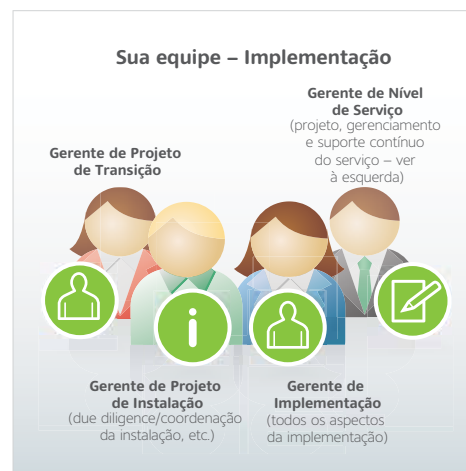 Sua equipe – Implementação
Gerente de Nível
de Serviço
(projeto, gerenciamento
e suporte contínuo
do serviço – ver
à esquerda)
Gerente de Projeto
de Transição
Gerente de Projeto
de Instalação
(due diligence/coordenação
da instalação, etc.)
Gerente de
Implementação
(todos os aspectos
da implementação)